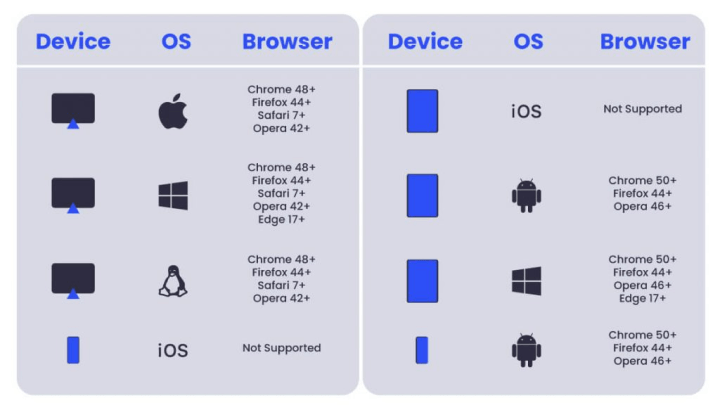 Device OS Browser
Chrome 48+
Firefox 44+
Safari 7+
Opera 42+
Chrome 48+
Firefox 44+
Safari 7+
Opera 42+
Edge 17+
Chrome 48+
Firefox 44+
Safari 7+
Opera 42+
iOS Not Supported
Device OS Browser
iOS Not Supported
Chrome 50+
Firefox 44+
Opera 46+
Chrome 50+
Firefox 44+
Opera 46+
Edge 17+
Chrome 50+
Firefox 44+
Opera 46+